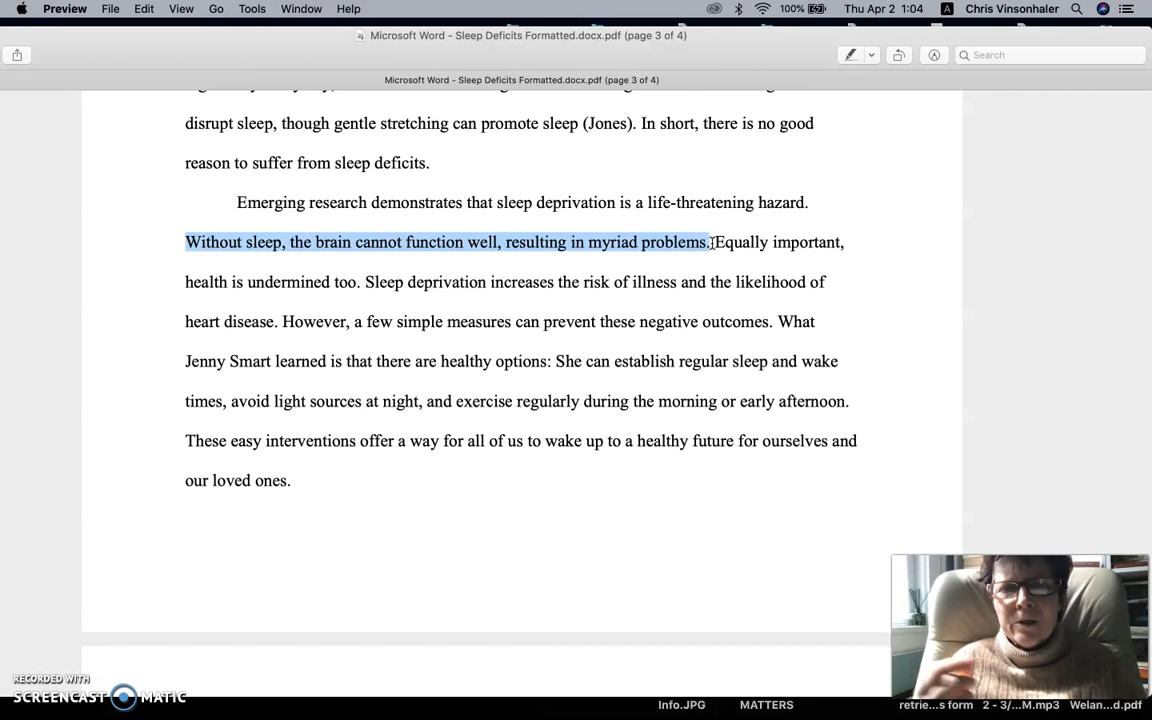 Preview File Edit View Go Tools Window Help 100% Thu Apr 2 1:04 A Chris Vinsonhaler
Microsoft Word - Sleep Deficits Formatted.docx.pdf (page 3 of 4)
Search
Microsoft Word - Sleep Deficits Formatted.docx.pdf (page 3 of 4)
disrupt sleep, though gentle stretching can promote sleep (Jones). In short, there is no good
reason to suffer from sleep deficits.
Emerging research demonstrates that sleep deprivation is a life-threatening hazard.
Without sleep, the brain cannot function well, resulting in myriad problems. Equally important,
health is undermined too. Sleep deprivation increases the risk of illness and the likelihood of
heart disease. However, a few simple measures can prevent these negative outcomes. What
Jenny Smart learned is that there are healthy options: She can establish regular sleep and wake
times, avoid light sources at night, and exercise regularly during the morning or early afternoon.
These easy interventions offer a way for all of us to wake up to a healthy future for ourselves and
our loved ones.
RECORDED WITH
SCREENCAST MATIC
Info.JPG MATTERS retrie...s form 2 - 3/...M.mp3 Welan...d.pdf